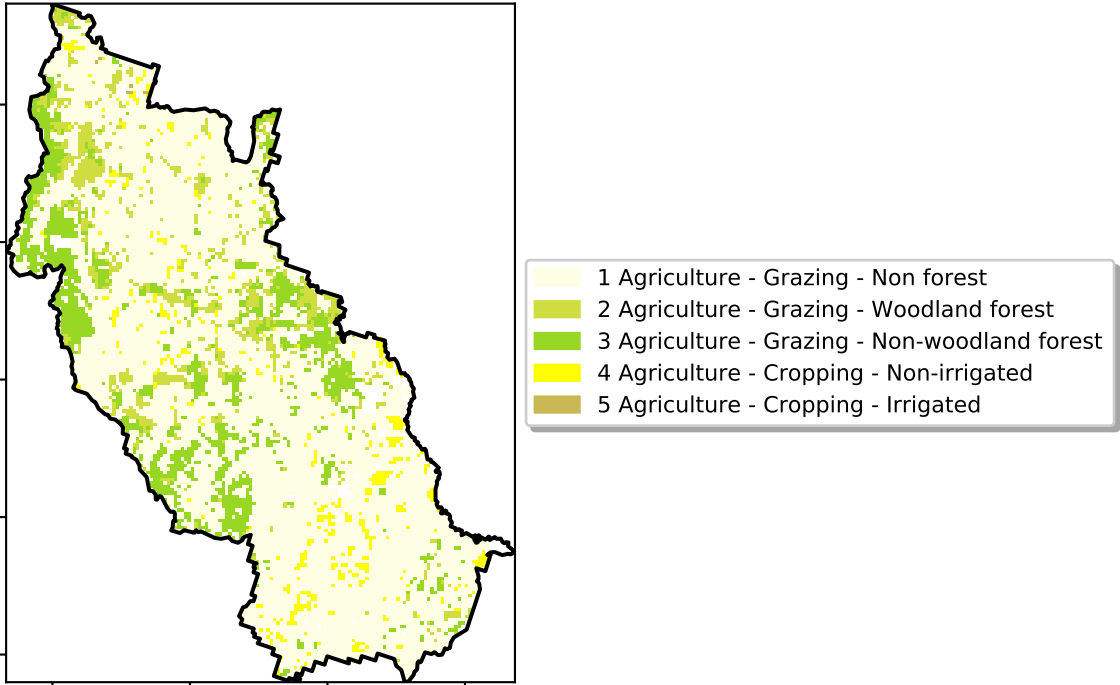 1 Agriculture - Grazing - Non forest
2 Agriculture - Grazing - Woodland forest
3 Agriculture - Grazing - Non-woodland forest
4 Agriculture - Cropping - Non-irrigated
5 Agriculture - Cropping - Irrigated